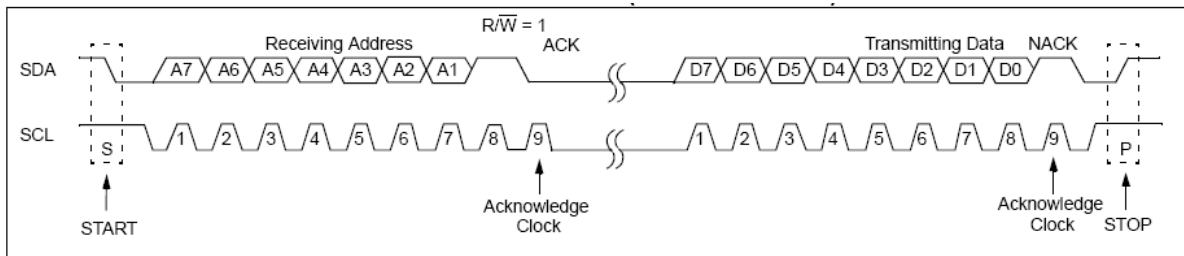 R/W = 1
Receiving Address ACK Transmitting Data NACK
SDA A7 A6 A5 A4 A3 A2 A1 D7 D6 D5 D4 D3 D2 D1 D0
SCL S 1 2 3 4 5 6 7 8 9 1 2 3 4 5 6 7 8 9 P
START Acknowledge Clock Acknowledge Clock STOP